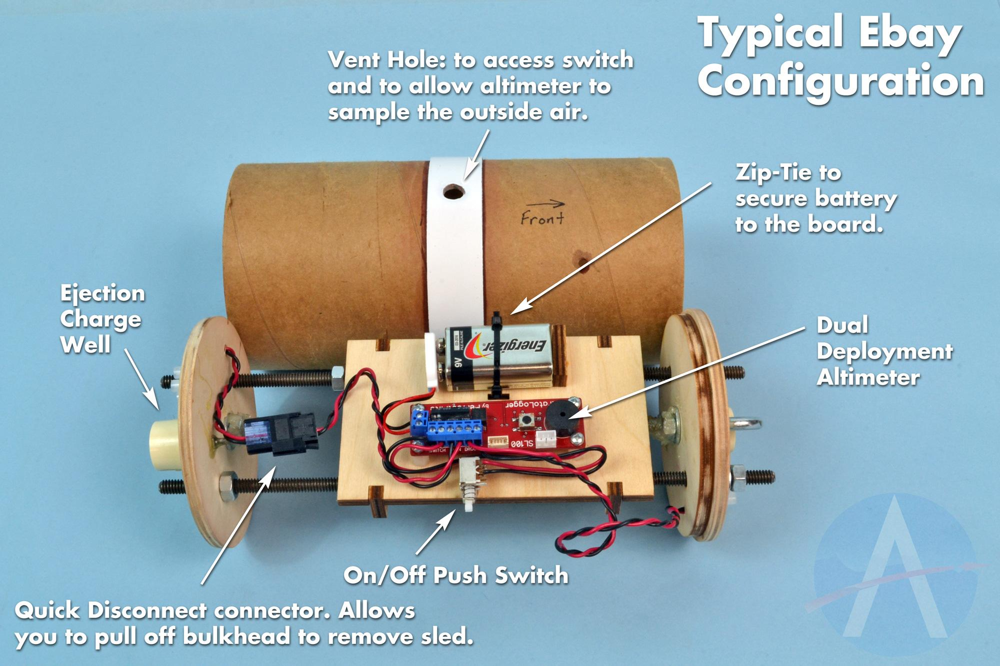 Typical Ebay
Configuration
Vent Hole: to access switch
and to allow altimeter to
sample the outside air.
Zip-Tie to
secure battery
to the board.
Front
Ejection
Charge
Well
Dual
Deployment
Altimeter
Energizer
9V
SL100
On/Off Push Switch
Quick Disconnect connector. Allows
you to pull off bulkhead to remove sled.
A